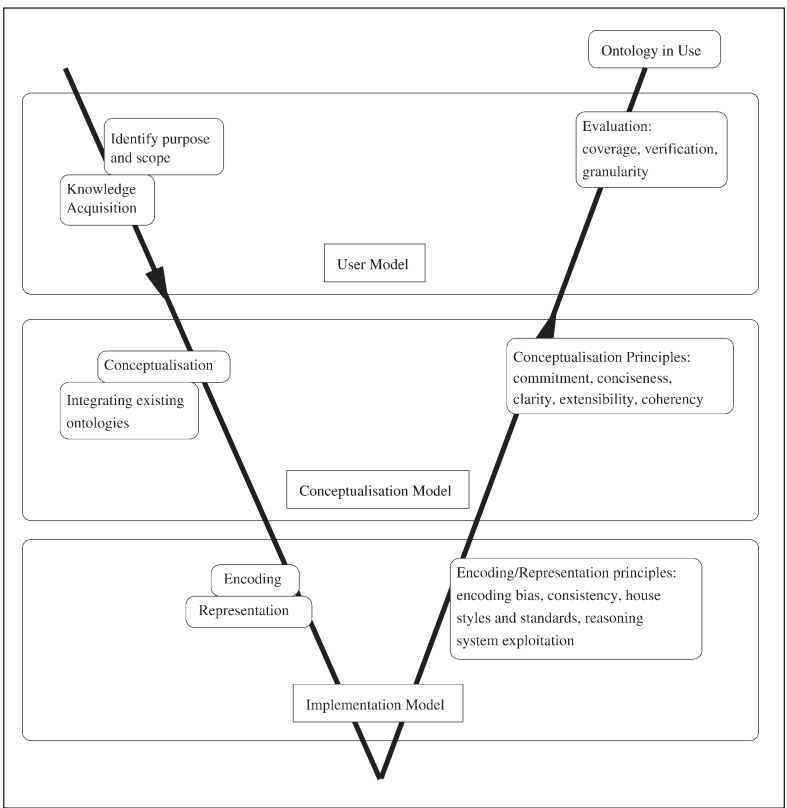 Ontology in Use
Identify purpose
and scope
Knowledge
Acquisition
Evaluation:
coverage, verification,
granularity
User Model
Conceptualisation
Integrating existing
ontologies
Conceptualisation Principles:
commitment, conciseness,
clarity, extensibility, coherency
Conceptualisation Model
Encoding
Representation
Encoding/Representation principles:
encoding bias, consistency, house
styles and standards, reasoning
system exploitation
Implementation Model